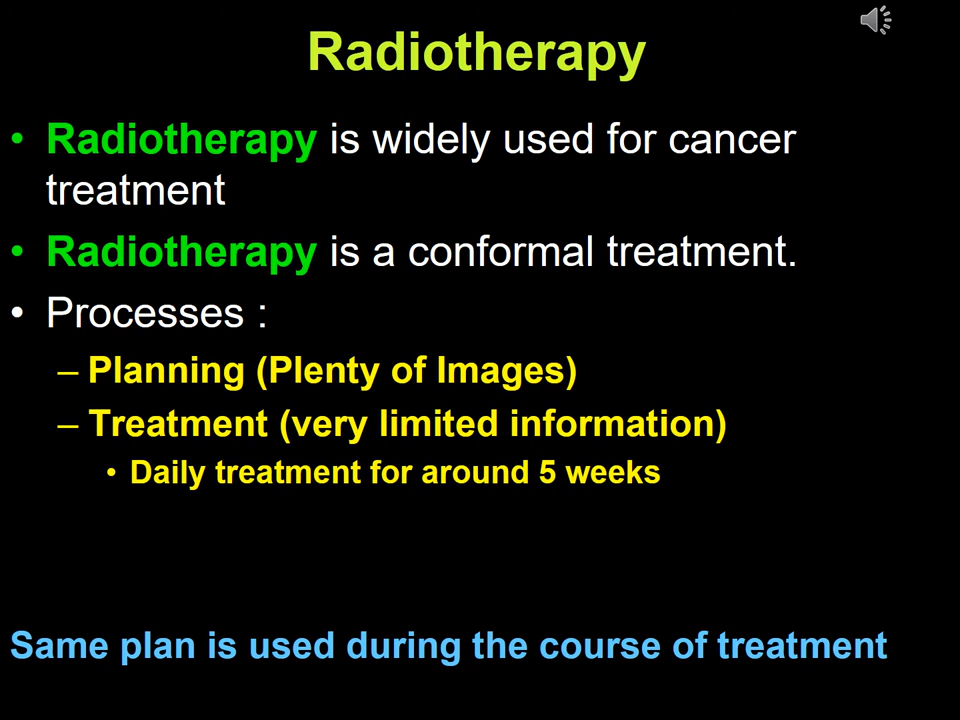 Radiotherapy
• Radiotherapy is widely used for cancer
treatment
• Radiotherapy is a conformal treatment.
• Processes :
– Planning (Plenty of Images)
– Treatment (very limited information)
• Daily treatment for around 5 weeks
Same plan is used during the course of treatment